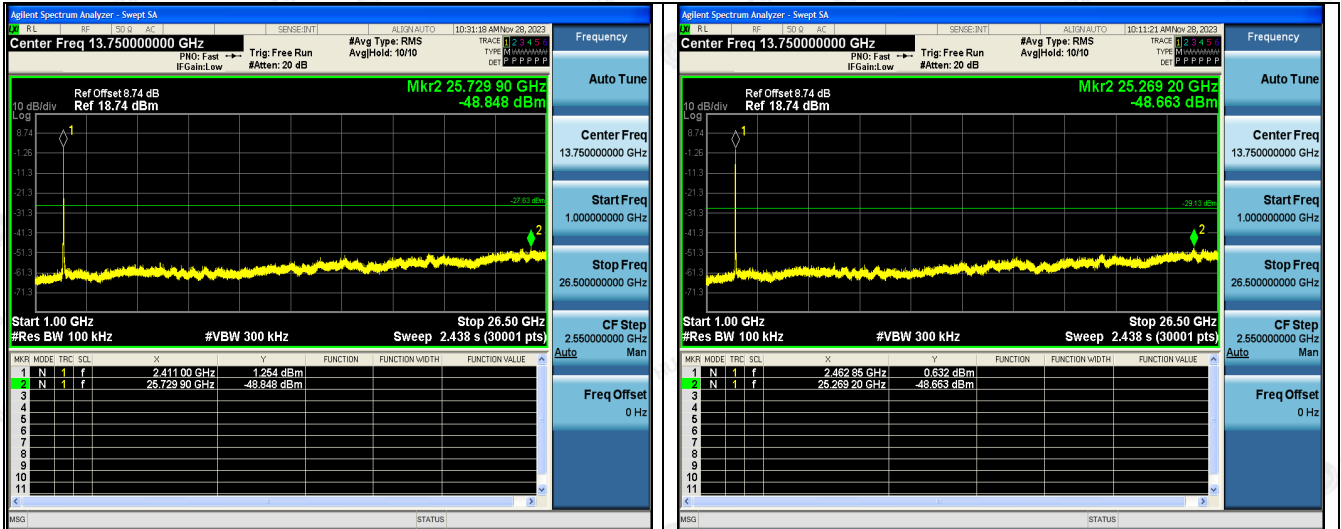 Agilent Spectrum Analyzer - Swept SA
RL RF 50 Ω AC SENSE:INT ALIGN AUTO 10:31:18 AM Nov 28, 2023
Center Freq 13.750000000 GHz
#Avg Type: RMS
TRACE 1 2 3 4 5 6
PNO: Fast
Trig: Free Run
Avg|Hold: 10/10
TYPE M
IFGain:Low
#Atten: 20 dB
DET P P P P P P
Mkr2 25.729 90 GHz
Ref Offset 8.74 dB
10 dB/div Ref 18.74 dBm
-48.848 dBm
Log
8.74
1
-1.26
-11.3
-21.3
-27.63 dBm
-31.3
-41.3
2
-51.3
-61.3
-71.3
Start 1.00 GHz
Stop 26.50 GHz
#Res BW 100 kHz
#VBW 300 kHz
Sweep 2.438 s (30001 pts)
MKR MODE TRC SCL X Y FUNCTION FUNCTION WIDTH FUNCTION VALUE
1 N 1 f 2.411 00 GHz 1.254 dBm
2 N 1 f 25.729 90 GHz -48.848 dBm
3
4
5
6
7
8
9
10
11
MSG
STATUS
Frequency
Auto Tune
Center Freq
13.750000000 GHz
Start Freq
1.000000000 GHz
Stop Freq
26.500000000 GHz
CF Step
2.550000000 GHz
Auto Man
Freq Offset
0 Hz
Agilent Spectrum Analyzer - Swept SA
RL RF 50 Ω AC SENSE:INT ALIGN AUTO 10:11:21 AM Nov 28, 2023
Center Freq 13.750000000 GHz
#Avg Type: RMS
TRACE 1 2 3 4 5 6
PNO: Fast
Trig: Free Run
Avg|Hold: 10/10
TYPE M
IFGain:Low
#Atten: 20 dB
DET P P P P P P
Mkr2 25.269 20 GHz
Ref Offset 8.74 dB
10 dB/div Ref 18.74 dBm
-48.663 dBm
Log
8.74
1
-1.26
-11.3
-21.3
-29.13 dBm
-31.3
-41.3
2
-51.3
-61.3
-71.3
Start 1.00 GHz
Stop 26.50 GHz
#Res BW 100 kHz
#VBW 300 kHz
Sweep 2.438 s (30001 pts)
MKR MODE TRC SCL X Y FUNCTION FUNCTION WIDTH FUNCTION VALUE
1 N 1 f 2.462 85 GHz 0.632 dBm
2 N 1 f 25.269 20 GHz -48.663 dBm
3
4
5
6
7
8
9
10
11
MSG
STATUS
Frequency
Auto Tune
Center Freq
13.750000000 GHz
Start Freq
1.000000000 GHz
Stop Freq
26.500000000 GHz
CF Step
2.550000000 GHz
Auto Man
Freq Offset
0 Hz